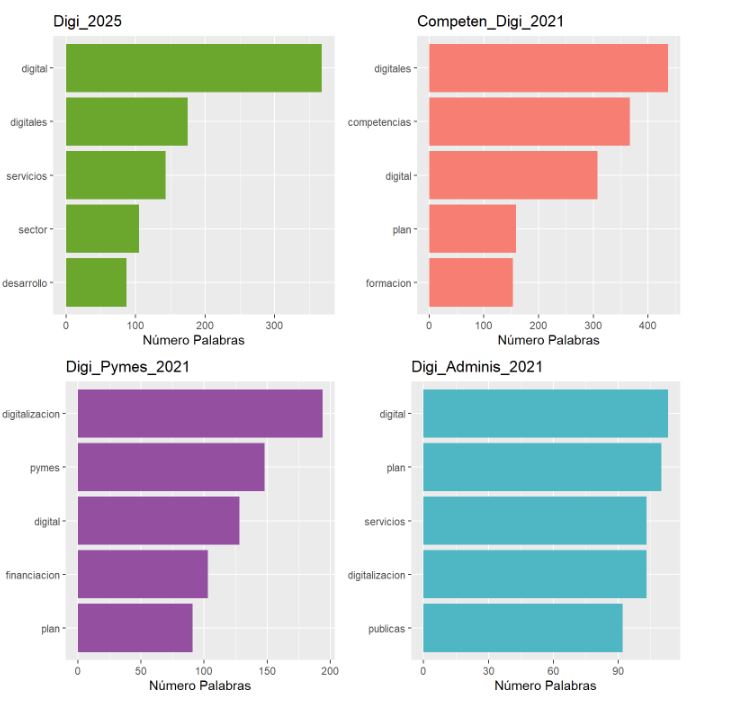 Digi_2025
digital
digitales
servicios
sector
desarrollo
0 100 200 300
Número Palabras
Competen_Digi_2021
digitales
competencias
digital
plan
formacion
0 100 200 300 400
Número Palabras
Digi_Pymes_2021
digitalizacion
pymes
digital
financiacion
plan
0 50 100 150 200
Número Palabras
Digi_Adminis_2021
digital
plan
servicios
digitalizacion
publicas
0 30 60 90
Número Palabras